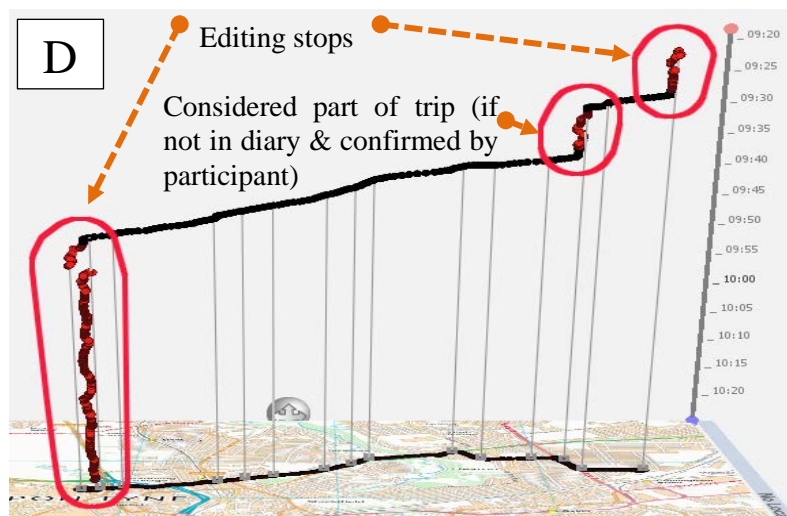 D
Editing stops
Considered part of trip (if
not in diary & confirmed by
participant)
09:20
09:25
09:30
09:35
09:40
09:45
09:50
09:55
10:00
10:05
10:10
10:15
10:20